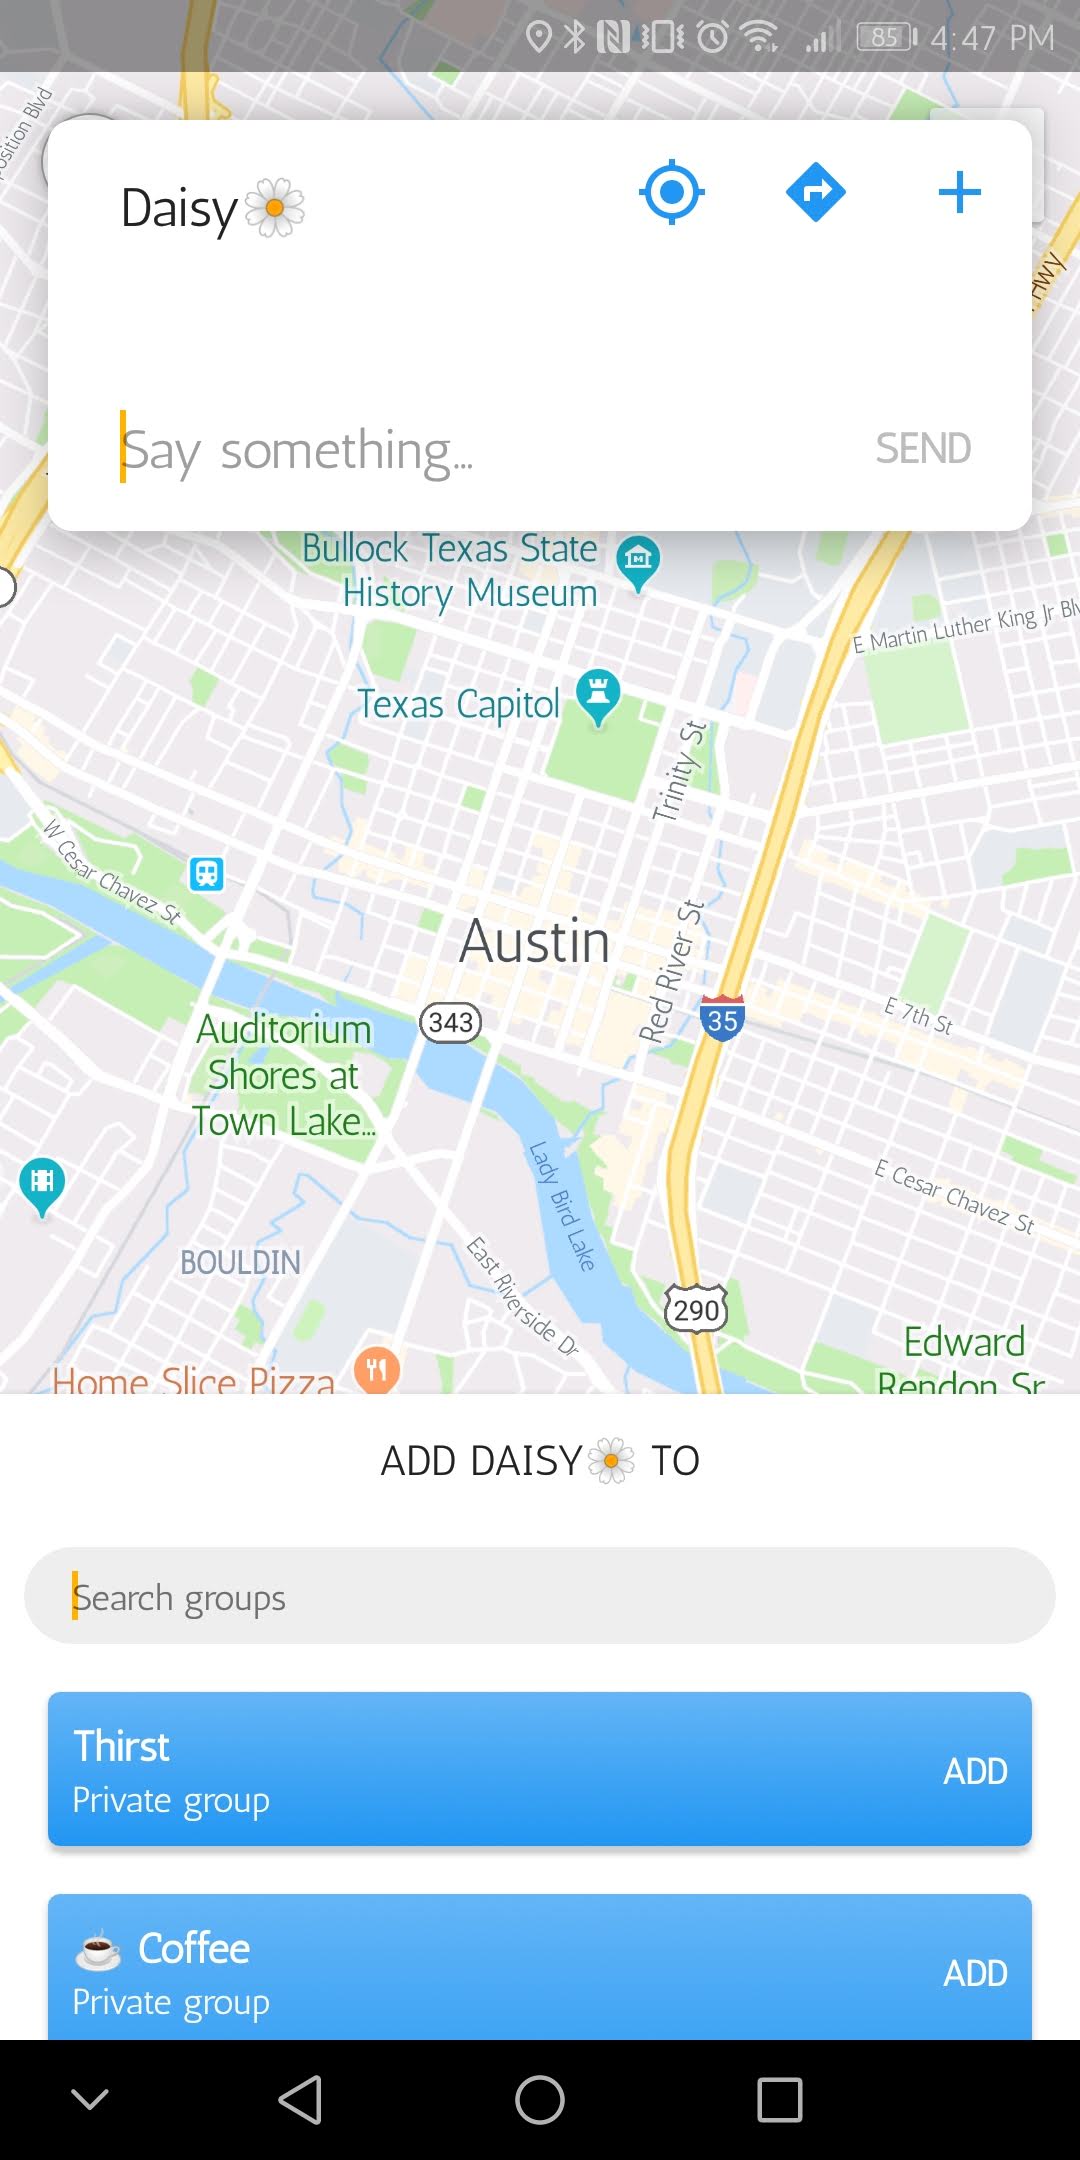 85 4:47 PM
position Blvd
Daisy🌼
Hwy
Say something...
SEND
Bullock Texas State
History Museum
E Martin Luther King Jr Blv
Texas Capitol
Trinity St
W Cesar Chavez St
Austin
Red River St
343
35
E 7th St
Auditorium
Shores at
Town Lake...
Lady Bird Lake
E Cesar Chavez St
BOULDIN
East Riverside Dr
290
Edward
Rendon Sr
Home Slice Pizza
ADD DAISY🌼 TO
Search groups
Thirst
Private group
ADD
☕ Coffee
Private group
ADD